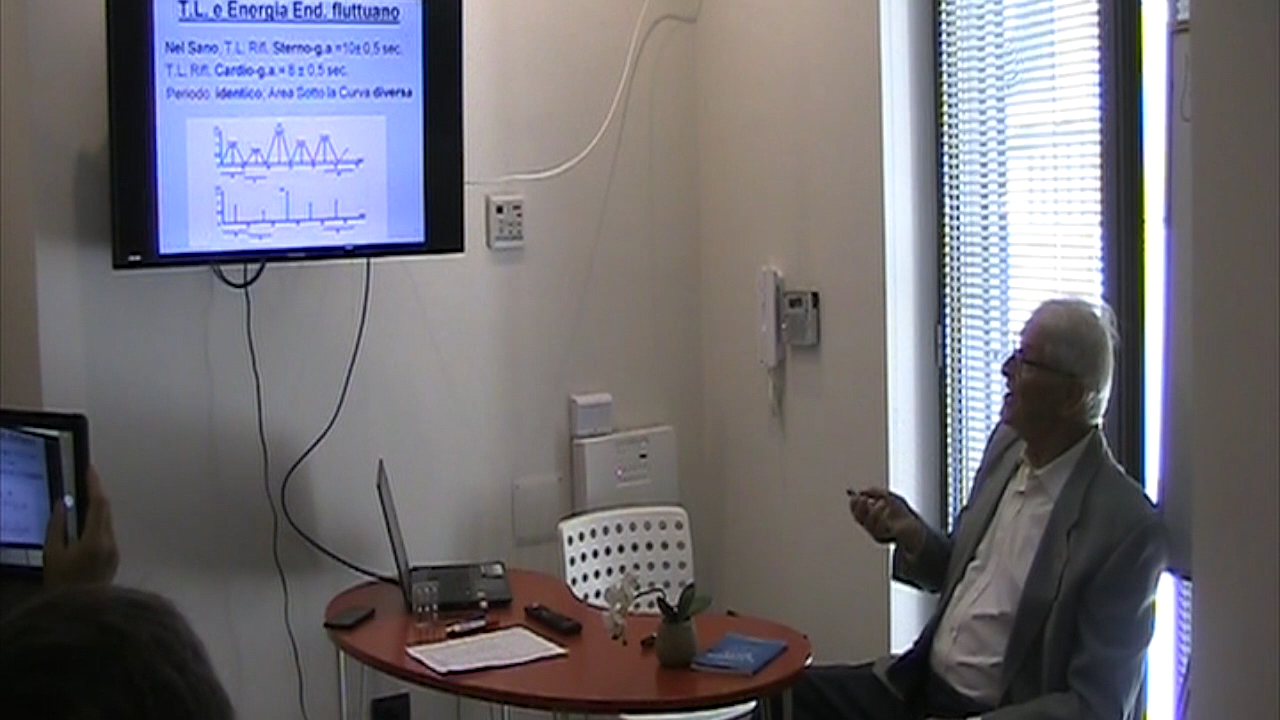 T.L. e Energia End. fluttuano
Nel Sano, T.L. Rifl. Sterno-g.a.=10± 0,5 sec.
T.L. Rifl. Cardio-g.a.= 8 ± 0.5 sec.
Periodo identico; Area Sotto la Curva diversa